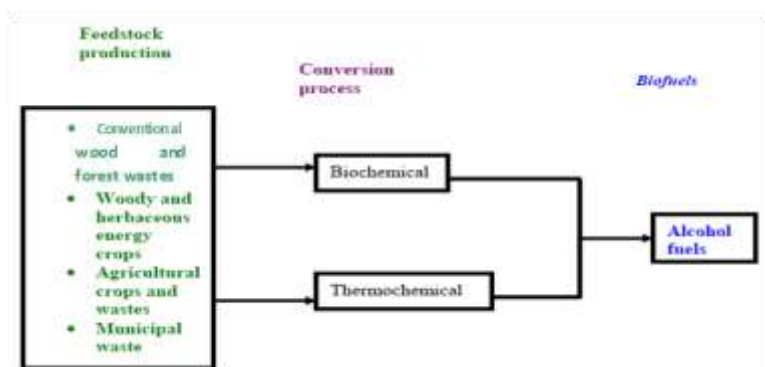 Feedstock
production
Conversion
process
Biofuels
• Conventional
wood and
forest wastes
• Woody and
herbaceous
energy
crops
• Agricultural
crops and
wastes
• Municipal
waste
Biochemical
Thermochemical
Alcohol
fuels